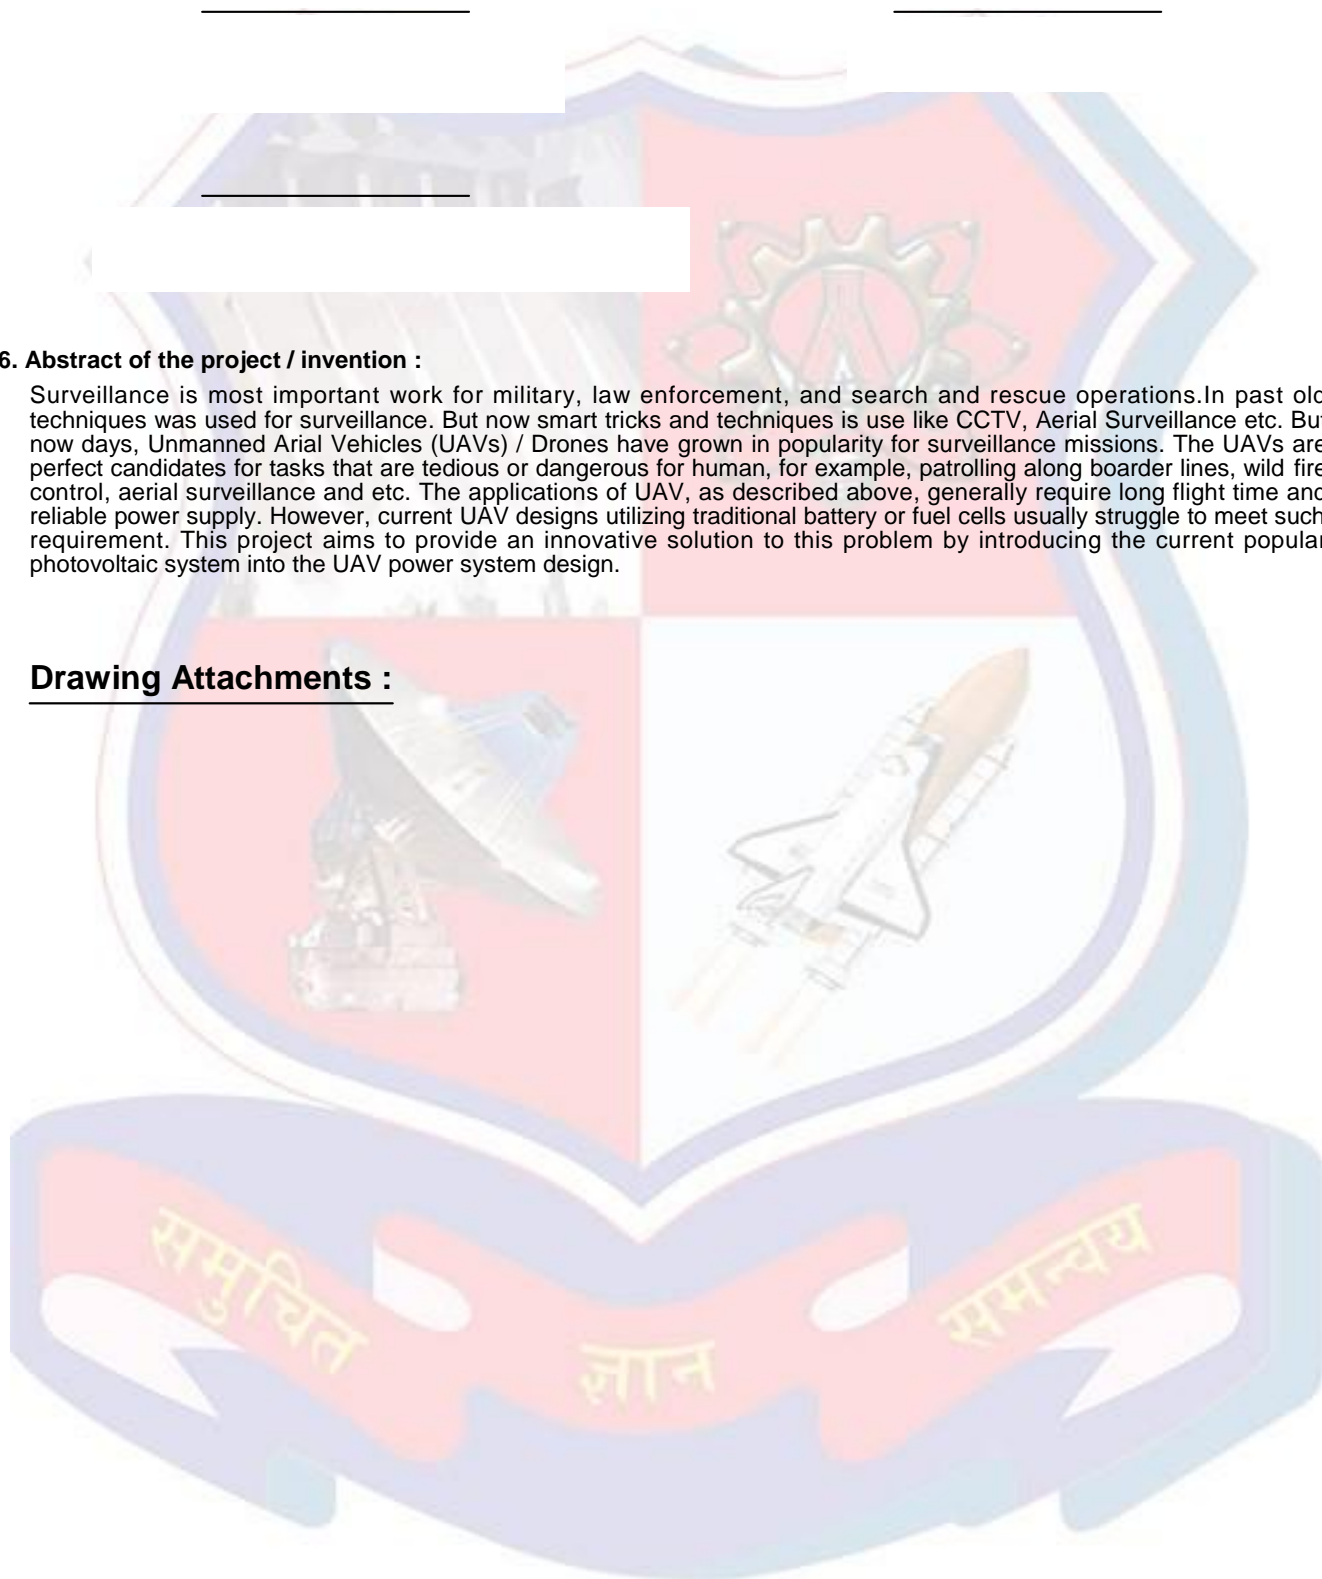 6. Abstract of the project / invention :
Surveillance is most important work for military, law enforcement, and search and rescue operations.In past old
techniques was used for surveillance. But now smart tricks and techniques is use like CCTV, Aerial Surveillance etc. But
now days, Unmanned Arial Vehicles (UAVs) / Drones have grown in popularity for surveillance missions. The UAVs are
perfect candidates for tasks that are tedious or dangerous for human, for example, patrolling along boarder lines, wild fire
control, aerial surveillance and etc. The applications of UAV, as described above, generally require long flight time and
reliable power supply. However, current UAV designs utilizing traditional battery or fuel cells usually struggle to meet such
requirement. This project aims to provide an innovative solution to this problem by introducing the current popular
photovoltaic system into the UAV power system design.
Drawing Attachments :
समुचित
ज्ञान
समन्वय